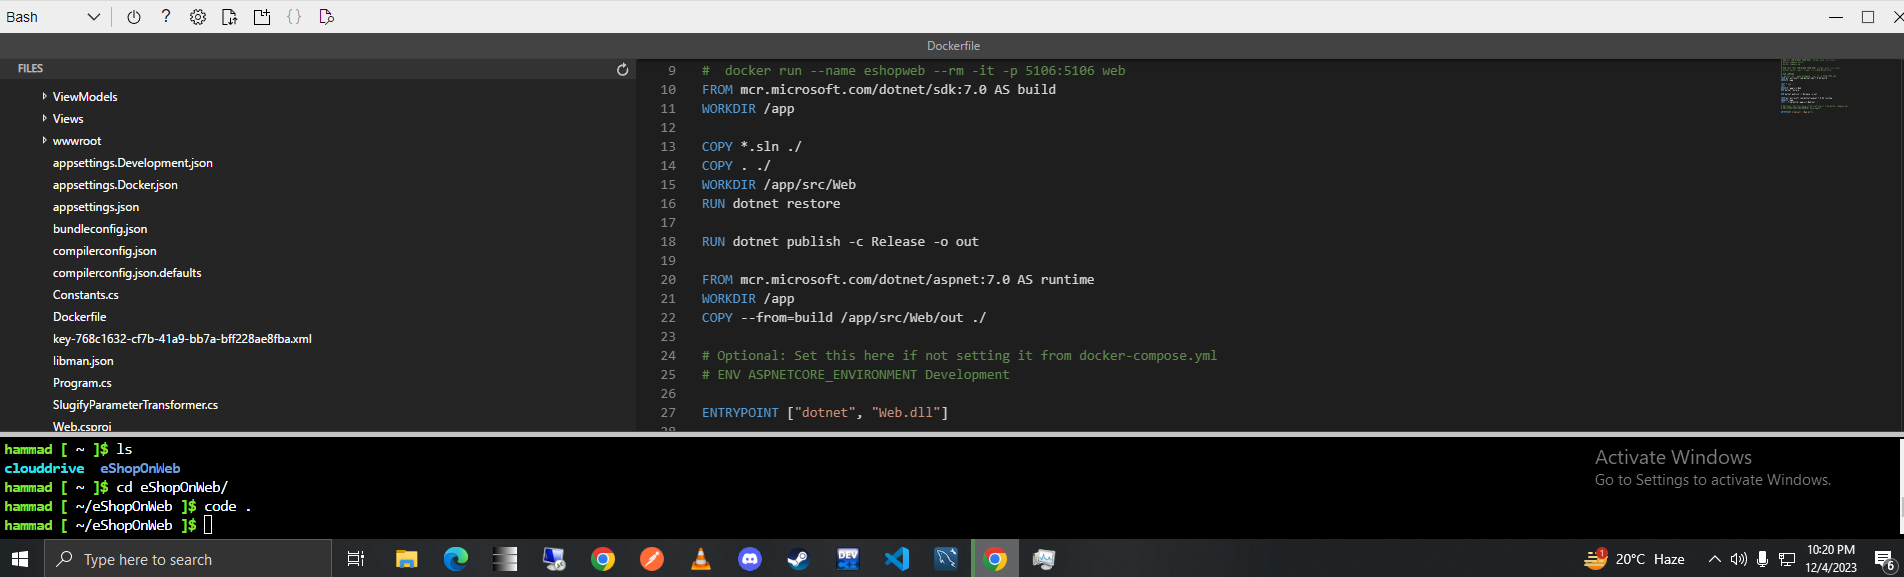 Bash
?
{}
Dockerfile
FILES
ViewModels
Views
wwwroot
appsettings.Development.json
appsettings.Docker.json
appsettings.json
bundleconfig.json
compilerconfig.json
compilerconfig.json.defaults
Constants.cs
Dockerfile
key-768c1632-cf7b-41a9-bb7a-bff228ae8fba.xml
libman.json
Program.cs
SlugifyParameterTransformer.cs
Web.csproj
9 #  docker run --name eshopweb --rm -it -p 5106:5106 web
10 FROM mcr.microsoft.com/dotnet/sdk:7.0 AS build
11 WORKDIR /app
12
13 COPY *.sln ./
14 COPY . ./
15 WORKDIR /app/src/Web
16 RUN dotnet restore
17
18 RUN dotnet publish -c Release -o out
19
20 FROM mcr.microsoft.com/dotnet/aspnet:7.0 AS runtime
21 WORKDIR /app
22 COPY --from=build /app/src/Web/out ./
23
24 # Optional: Set this here if not setting it from docker-compose.yml
25 # ENV ASPNETCORE_ENVIRONMENT Development
26
27 ENTRYPOINT ["dotnet", "Web.dll"]
28
hammad [ ~ ]$ ls
clouddrive  eShopOnWeb
hammad [ ~ ]$ cd eShopOnWeb/
hammad [ ~/eShopOnWeb ]$ code .
hammad [ ~/eShopOnWeb ]$
Activate Windows
Go to Settings to activate Windows.
Type here to search
DEV
1
20°C Haze
10:20 PM
12/4/2023
6